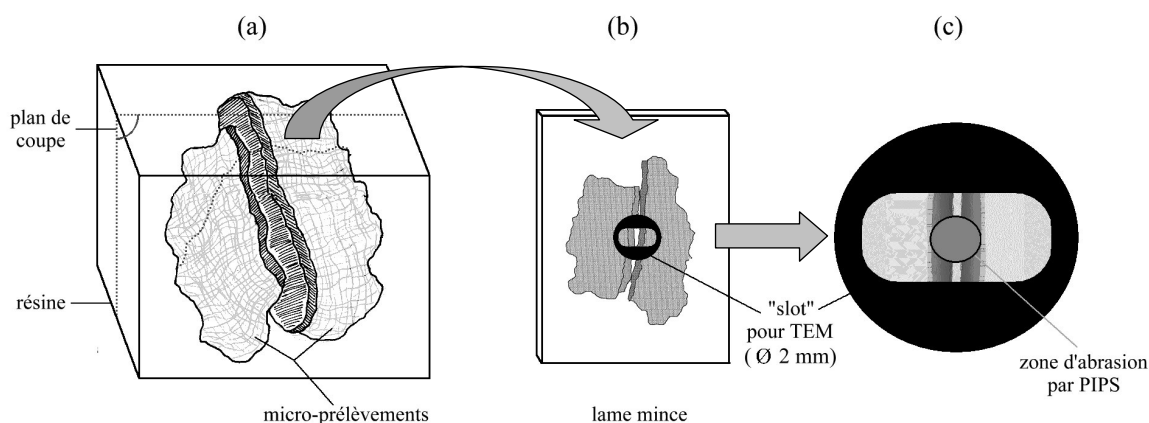 (a)
(b)
(c)
plan de
coupe
résine
micro-prélèvements
lame mince
"slot"
pour TEM
( Ø 2 mm)
zone d'abrasion
par PIPS